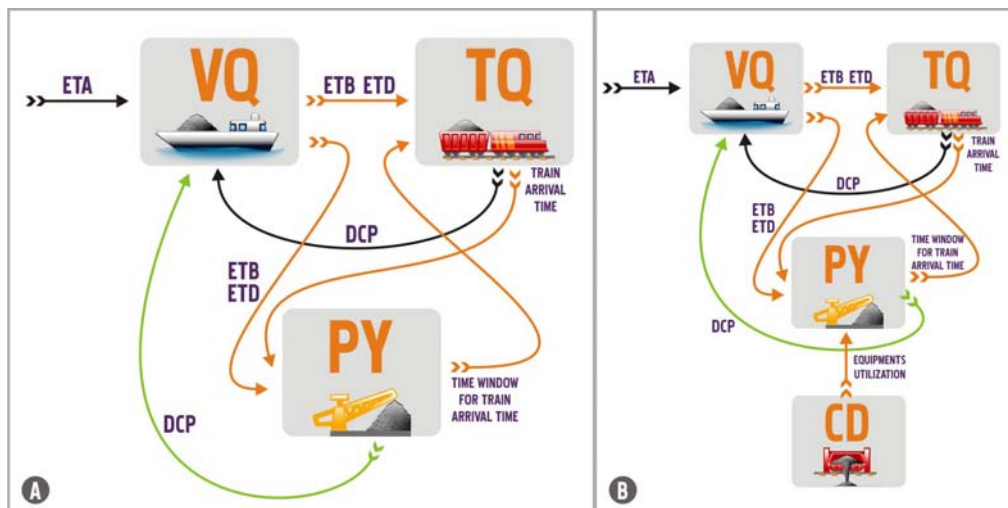 ETA
VQ
ETB ETD
TQ
TRAIN
ARRIVAL
TIME
DCP
ETB
ETD
PY
TIME WINDOW
FOR TRAIN
ARRIVAL TIME
DCP
A
ETA
VQ
ETB ETD
TQ
TRAIN
ARRIVAL
TIME
DCP
ETB
ETD
TIME WINDOW
FOR TRAIN
ARRIVAL TIME
PY
DCP
EQUIPMENTS
UTILIZATION
CD
B